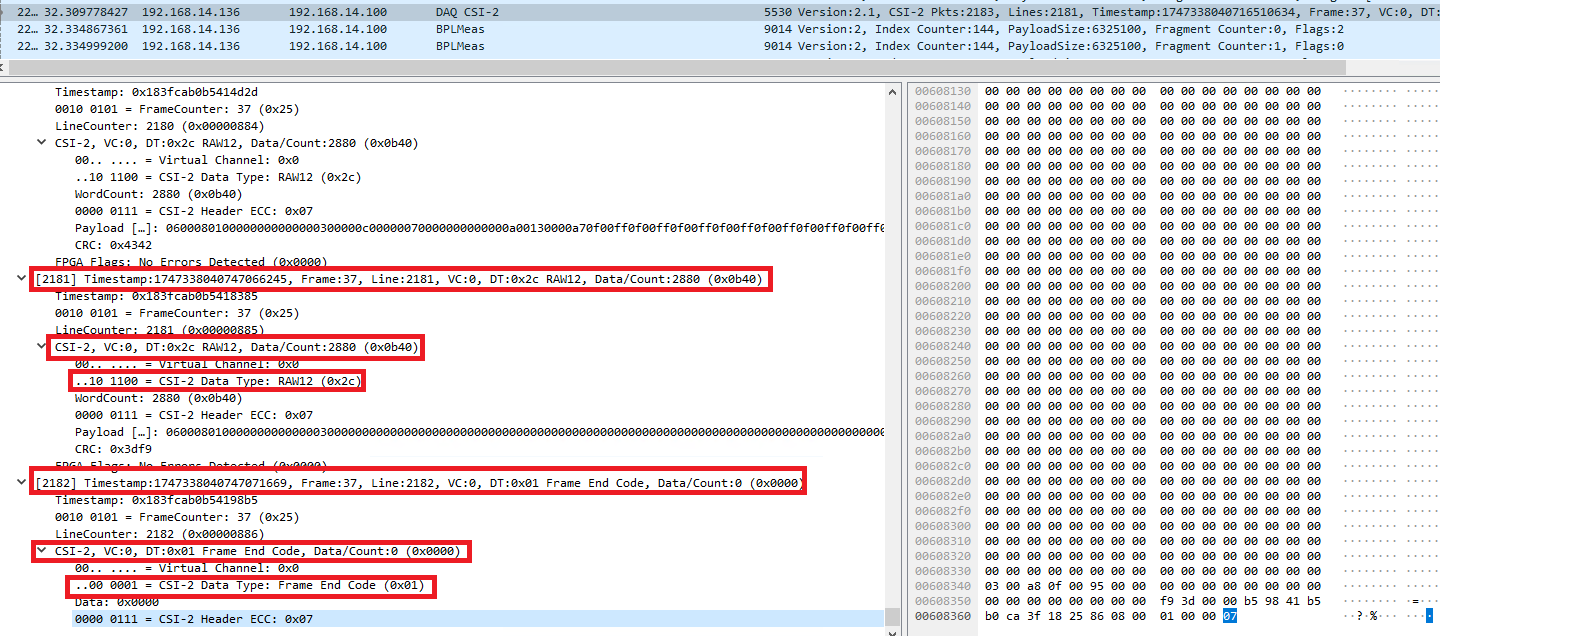 22… 32.309778427 192.168.14.136 192.168.14.100 DAQ CSI-2 5530 Version:2.1, CSI-2 Pkts:2183, Lines:2181, Timestamp:1747338040716510634, Frame:37, VC:0, DT:
22… 32.334867361 192.168.14.136 192.168.14.100 BPLMeas 9014 Version:2, Index Counter:144, PayloadSize:6325100, Fragment Counter:0, Flags:2
22… 32.334999200 192.168.14.136 192.168.14.100 BPLMeas 9014 Version:2, Index Counter:144, PayloadSize:6325100, Fragment Counter:1, Flags:0
Timestamp: 0x183fcab0b5414d2d
0010 0101 = FrameCounter: 37 (0x25)
LineCounter: 2180 (0x00000884)
CSI-2, VC:0, DT:0x2c RAW12, Data/Count:2880 (0x0b40)
00.. .... = Virtual Channel: 0x0
..10 1100 = CSI-2 Data Type: RAW12 (0x2c)
WordCount: 2880 (0x0b40)
0000 0111 = CSI-2 Header ECC: 0x07
Payload […]:
CRC: 0x4342
FPGA Flags: No Errors Detected (0x0000)
[2181] Timestamp:1747338040747066245, Frame:37, Line:2181, VC:0, DT:0x2c RAW12, Data/Count:2880 (0x0b40)
Timestamp: 0x183fcab0b5418385
0010 0101 = FrameCounter: 37 (0x25)
LineCounter: 2181 (0x00000885)
CSI-2, VC:0, DT:0x2c RAW12, Data/Count:2880 (0x0b40)
00.. .... = Virtual Channel: 0x0
..10 1100 = CSI-2 Data Type: RAW12 (0x2c)
WordCount: 2880 (0x0b40)
0000 0111 = CSI-2 Header ECC: 0x07
Payload […]:
CRC: 0x3df9
FPGA Flags: No Errors Detected (0x0000)
[2182] Timestamp:1747338040747071669, Frame:37, Line:2182, VC:0, DT:0x01 Frame End Code, Data/Count:0 (0x0000)
Timestamp: 0x183fcab0b54198b5
0010 0101 = FrameCounter: 37 (0x25)
LineCounter: 2182 (0x00000886)
CSI-2, VC:0, DT:0x01 Frame End Code, Data/Count:0 (0x0000)
00.. .... = Virtual Channel: 0x0
..00 0001 = CSI-2 Data Type: Frame End Code (0x01)
Data: 0x0000
0000 0111 = CSI-2 Header ECC: 0x07
00608130 00 00 00 00 00 00 00 00 00 00 00 00 00 00 00 00 ········ ·····
00608140 00 00 00 00 00 00 00 00 00 00 00 00 00 00 00 00 ········ ·····
00608150 00 00 00 00 00 00 00 00 00 00 00 00 00 00 00 00 ········ ·····
00608160 00 00 00 00 00 00 00 00 00 00 00 00 00 00 00 00 ········ ·····
00608170 00 00 00 00 00 00 00 00 00 00 00 00 00 00 00 00 ········ ·····
00608180 00 00 00 00 00 00 00 00 00 00 00 00 00 00 00 00 ········ ·····
00608190 00 00 00 00 00 00 00 00 00 00 00 00 00 00 00 00 ········ ·····
006081a0 00 00 00 00 00 00 00 00 00 00 00 00 00 00 00 00 ········ ·····
006081b0 00 00 00 00 00 00 00 00 00 00 00 00 00 00 00 00 ········ ·····
006081c0 00 00 00 00 00 00 00 00 00 00 00 00 00 00 00 00 ········ ·····
006081d0 00 00 00 00 00 00 00 00 00 00 00 00 00 00 00 00 ········ ·····
006081e0 00 00 00 00 00 00 00 00 00 00 00 00 00 00 00 00 ········ ·····
006081f0 00 00 00 00 00 00 00 00 00 00 00 00 00 00 00 00 ········ ·····
00608200 00 00 00 00 00 00 00 00 00 00 00 00 00 00 00 00 ········ ·····
00608210 00 00 00 00 00 00 00 00 00 00 00 00 00 00 00 00 ········ ·····
00608220 00 00 00 00 00 00 00 00 00 00 00 00 00 00 00 00 ········ ·····
00608230 00 00 00 00 00 00 00 00 00 00 00 00 00 00 00 00 ········ ·····
00608240 00 00 00 00 00 00 00 00 00 00 00 00 00 00 00 00 ········ ·····
00608250 00 00 00 00 00 00 00 00 00 00 00 00 00 00 00 00 ········ ·····
00608260 00 00 00 00 00 00 00 00 00 00 00 00 00 00 00 00 ········ ·····
00608270 00 00 00 00 00 00 00 00 00 00 00 00 00 00 00 00 ········ ·····
00608280 00 00 00 00 00 00 00 00 00 00 00 00 00 00 00 00 ········ ·····
00608290 00 00 00 00 00 00 00 00 00 00 00 00 00 00 00 00 ········ ·····
006082a0 00 00 00 00 00 00 00 00 00 00 00 00 00 00 00 00 ········ ·····
006082b0 00 00 00 00 00 00 00 00 00 00 00 00 00 00 00 00 ········ ·····
006082c0 00 00 00 00 00 00 00 00 00 00 00 00 00 00 00 00 ········ ·····
006082d0 00 00 00 00 00 00 00 00 00 00 00 00 00 00 00 00 ········ ·····
006082e0 00 00 00 00 00 00 00 00 00 00 00 00 00 00 00 00 ········ ·····
006082f0 00 00 00 00 00 00 00 00 00 00 00 00 00 00 00 00 ········ ·····
00608300 00 00 00 00 00 00 00 00 00 00 00 00 00 00 00 00 ········ ·····
00608310 00 00 00 00 00 00 00 00 00 00 00 00 00 00 00 00 ········ ·····
00608320 00 00 00 00 00 00 00 00 00 00 00 00 00 00 00 00 ········ ·····
00608330 00 00 00 00 00 00 00 00 00 00 00 00 00 00 00 00 ········ ·····
00608340 03 00 a8 0f 00 95 00 00 00 00 00 00 00 00 00 00 ········ ·····
00608350 00 00 00 00 00 00 00 00 f9 3d 00 00 b5 98 41 b5 ········ ·=···
00608360 b0 ca 3f 18 25 86 08 00 01 00 00 07 ··?·%··· ····